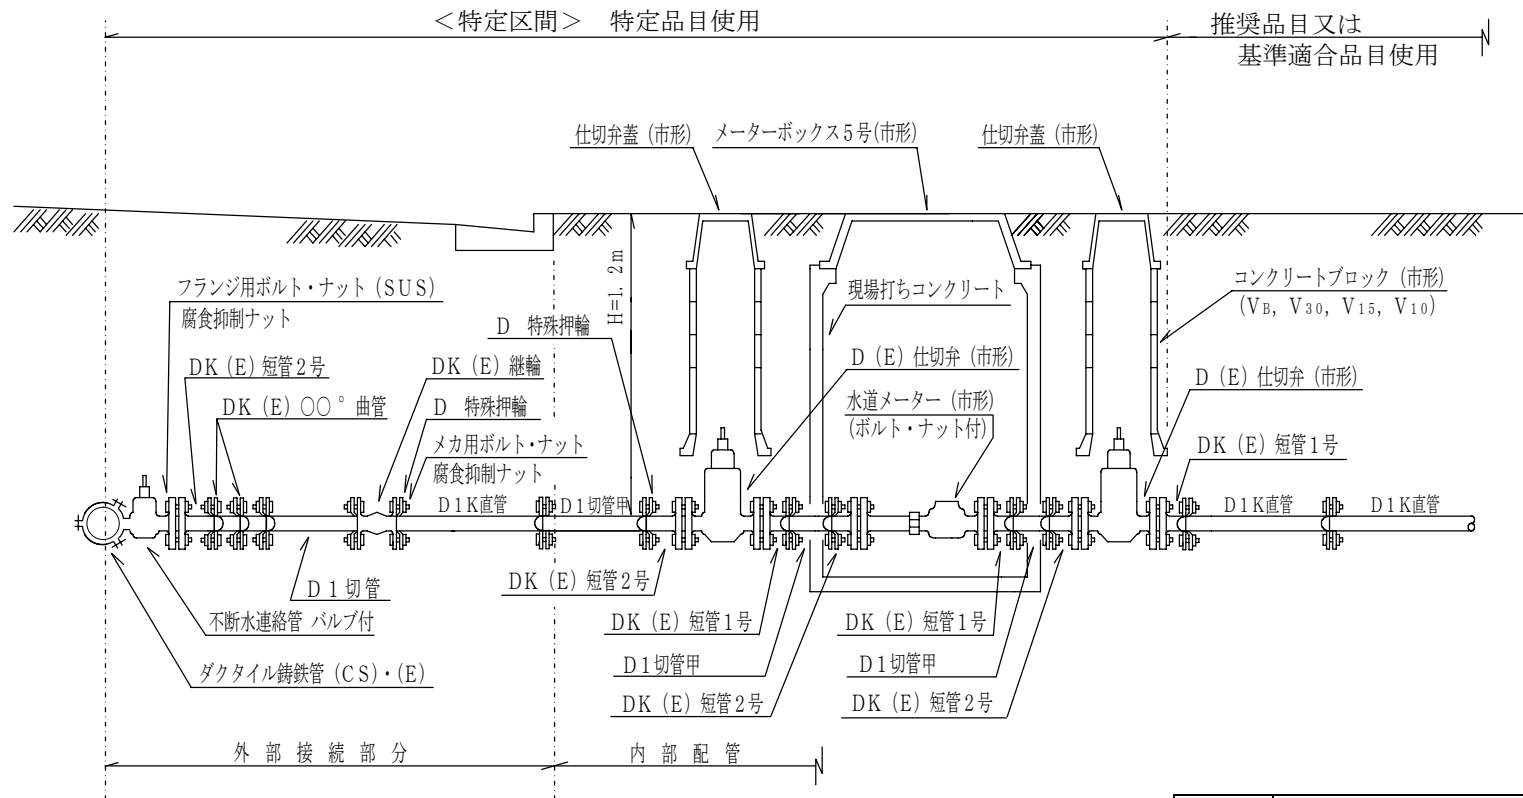 ＜特定区間＞　特定品目使用
推奨品目又は
基準適合品目使用
仕切弁蓋 (市形)
メーターボックス５号(市形)
仕切弁蓋 (市形)
フランジ用ボルト・ナット (SUS)
腐食抑制ナット
H=1. 2m
現場打ちコンクリート
コンクリートブロック (市形)
(VB, V30, V15, V10)
D　特殊押輪
DK (E) 短管２号
DK (E) 継輪
D (E) 仕切弁 (市形)
D (E) 仕切弁 (市形)
DK (E) ○○°曲管
D　特殊押輪
水道メーター (市形)
(ボルト・ナット付)
メカ用ボルト・ナット
腐食抑制ナット
DK (E) 短管１号
D１K直管
D１切管甲
D１K直管
D１K直管
D１切管
DK (E) 短管２号
不断水連絡管 バルブ付
DK (E) 短管１号
DK (E) 短管１号
ダクタイル鋳鉄管 (CS)・(E)
D１切管甲
D１切管甲
DK (E) 短管２号
DK (E) 短管２号
外部接続部分
内部配管